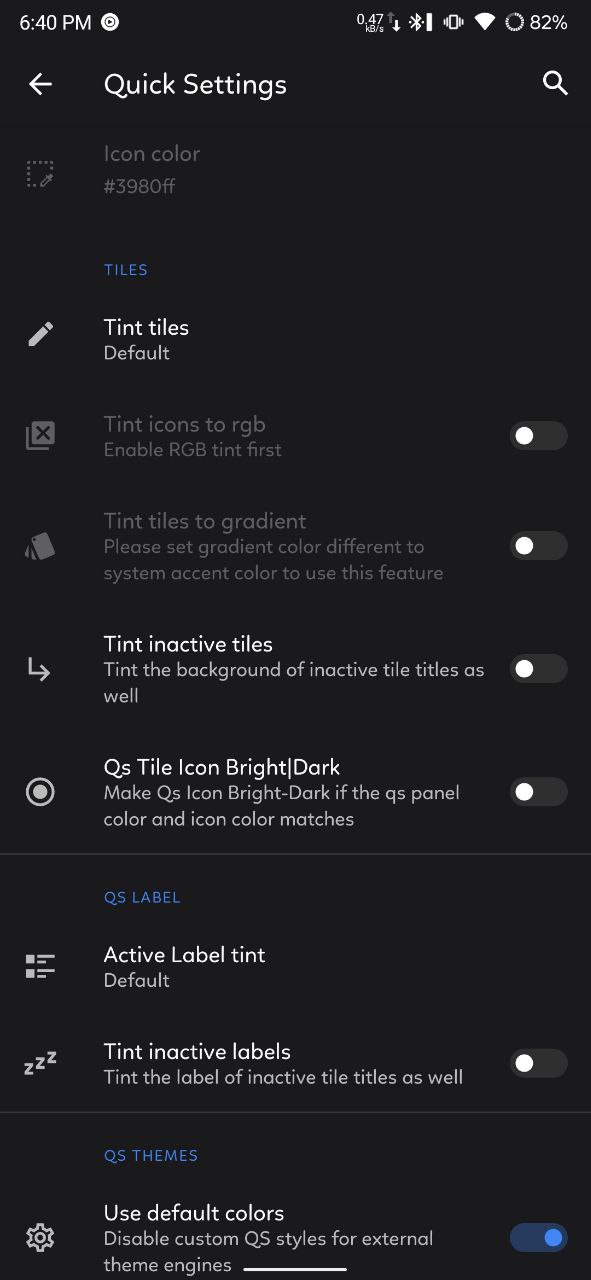 6:40 PM 0.47 kB/s 82%
Quick Settings
Icon color
#3980ff
TILES
Tint tiles
Default
Tint icons to rgb
Enable RGB tint first
Tint tiles to gradient
Please set gradient color different to
system accent color to use this feature
Tint inactive tiles
Tint the background of inactive tile titles as
well
Qs Tile Icon Bright|Dark
Make Qs Icon Bright-Dark if the qs panel
color and icon color matches
QS LABEL
Active Label tint
Default
zzz
Tint inactive labels
Tint the label of inactive tile titles as well
QS THEMES
Use default colors
Disable custom QS styles for external
theme engines